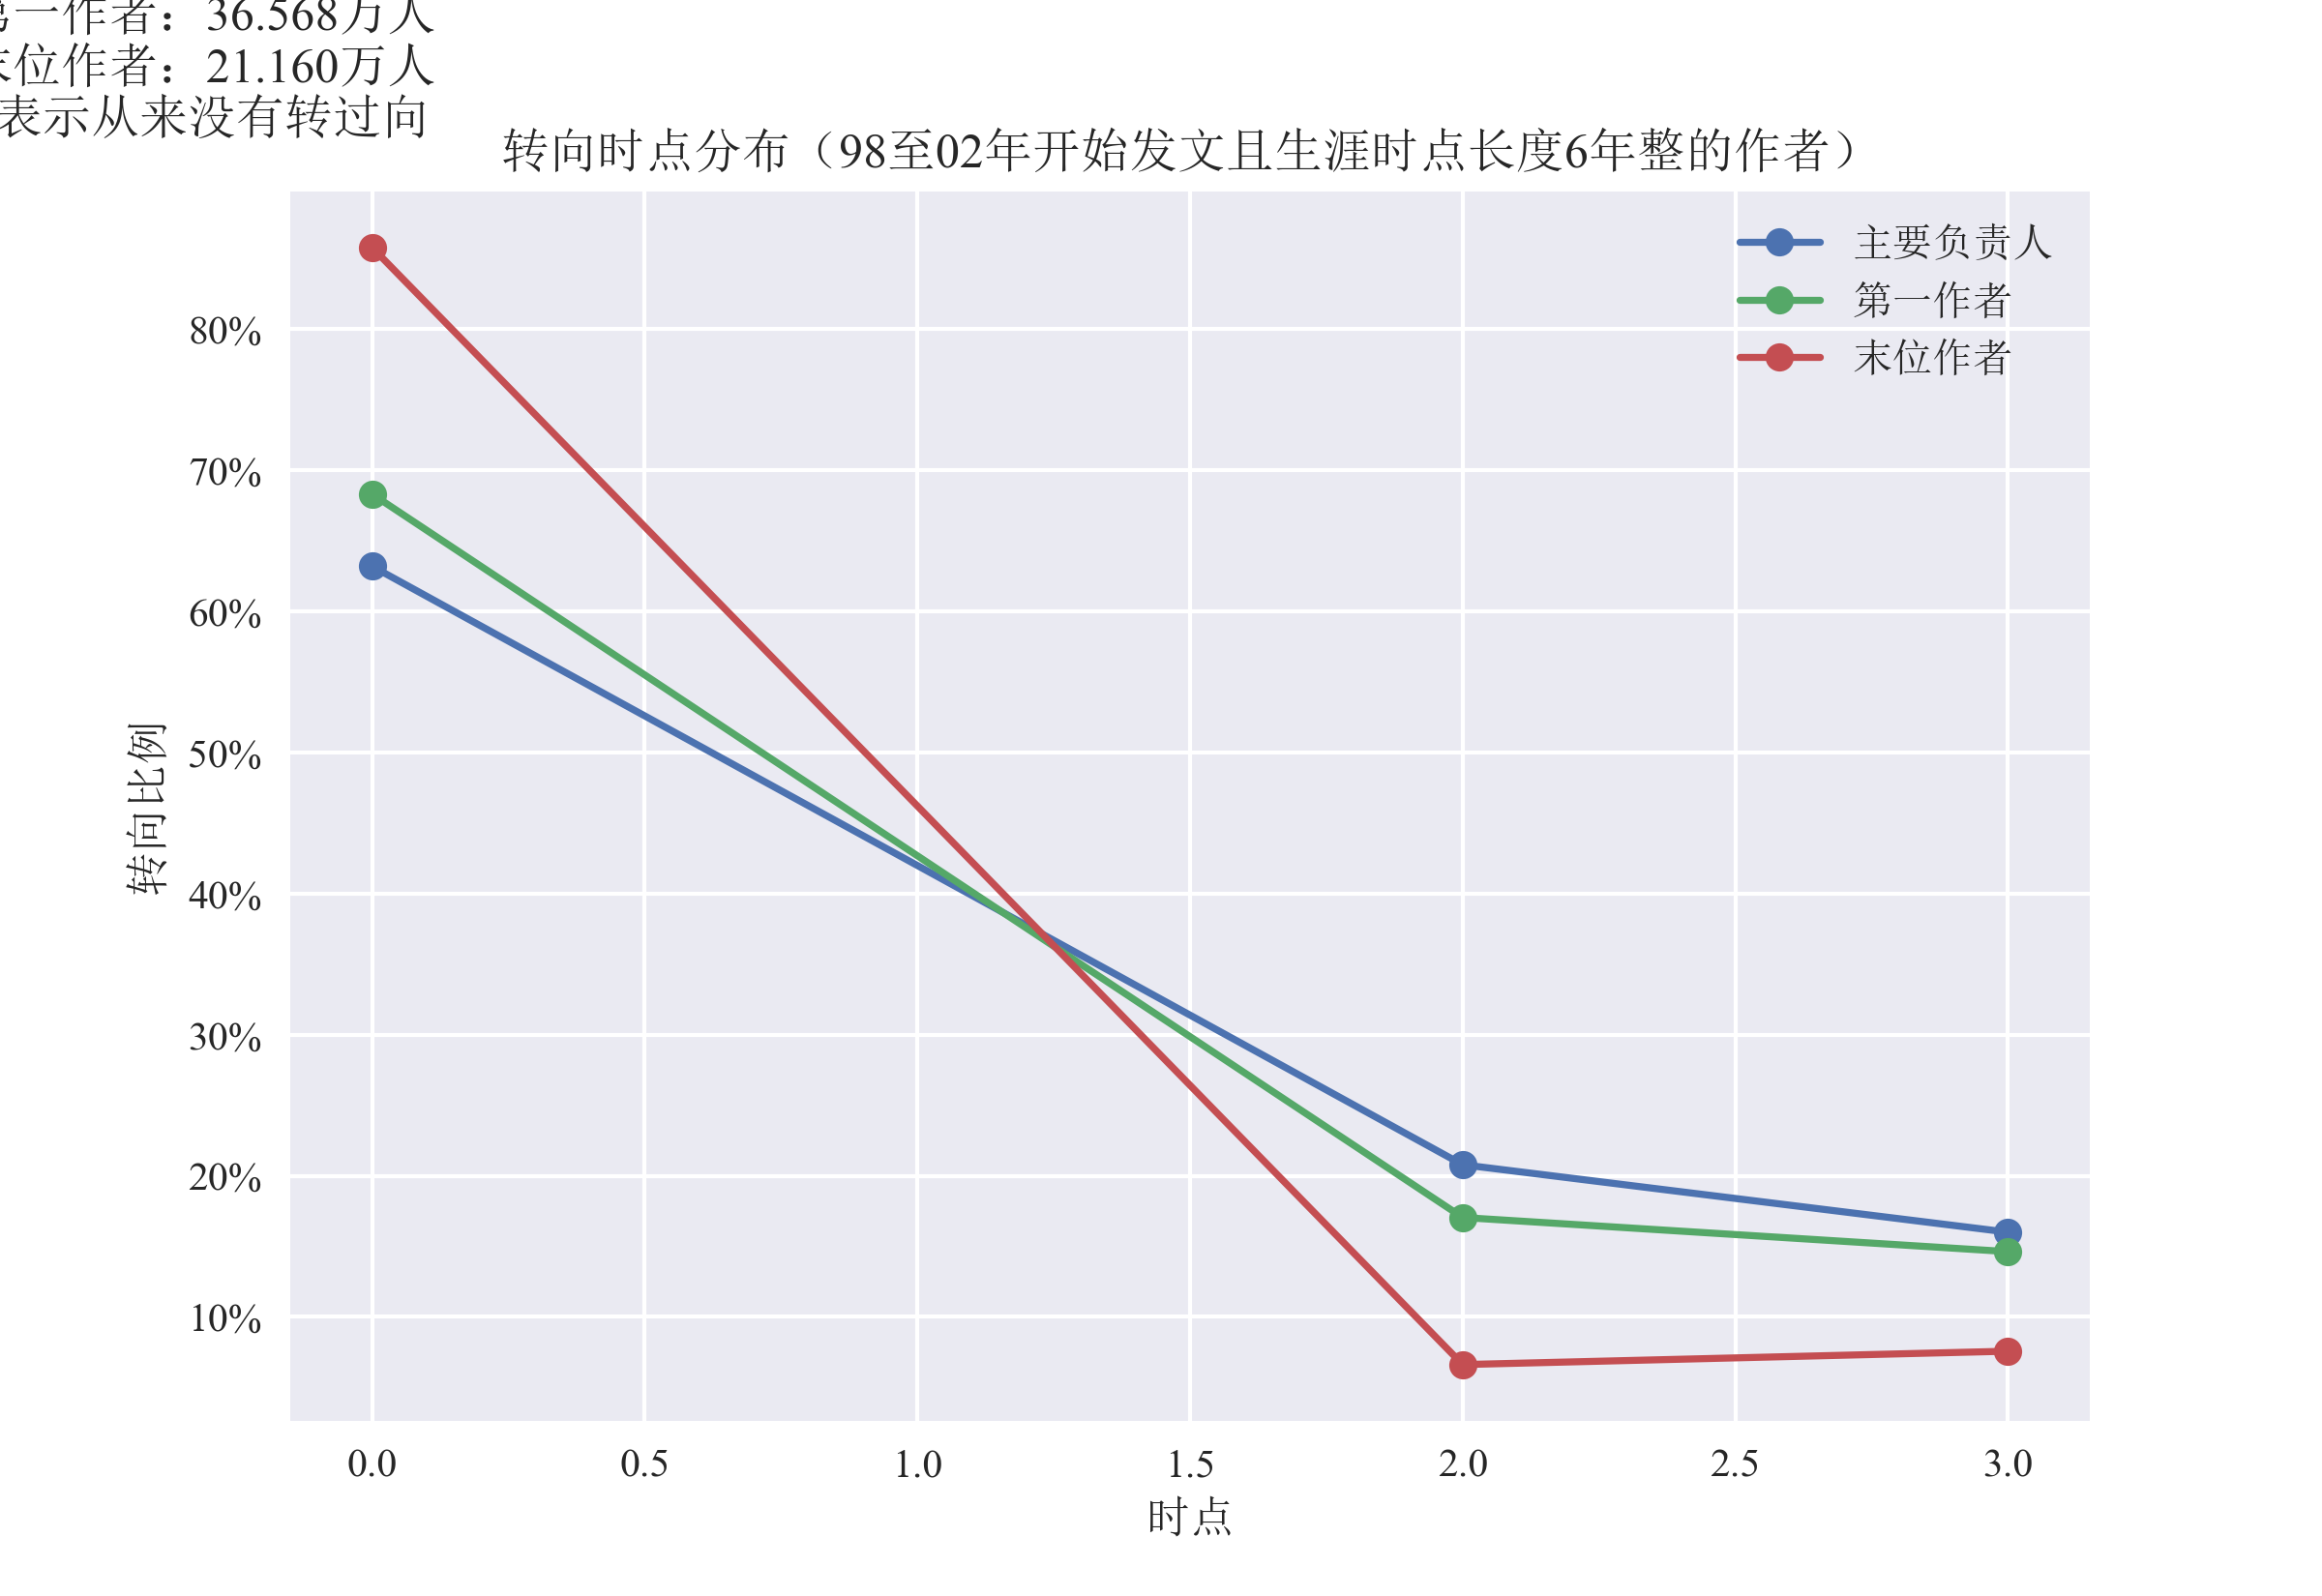 一作者：36.568万人
位作者：21.160万人
表示从来没有转过向
转向时点分布（98至02年开始发文且生涯时点长度6年整的作者）
主要负责人
第一作者
末位作者
80%
70%
60%
50%
40%
30%
20%
10%
转向比例
0.0 0.5 1.0 1.5 2.0 2.5 3.0
时点